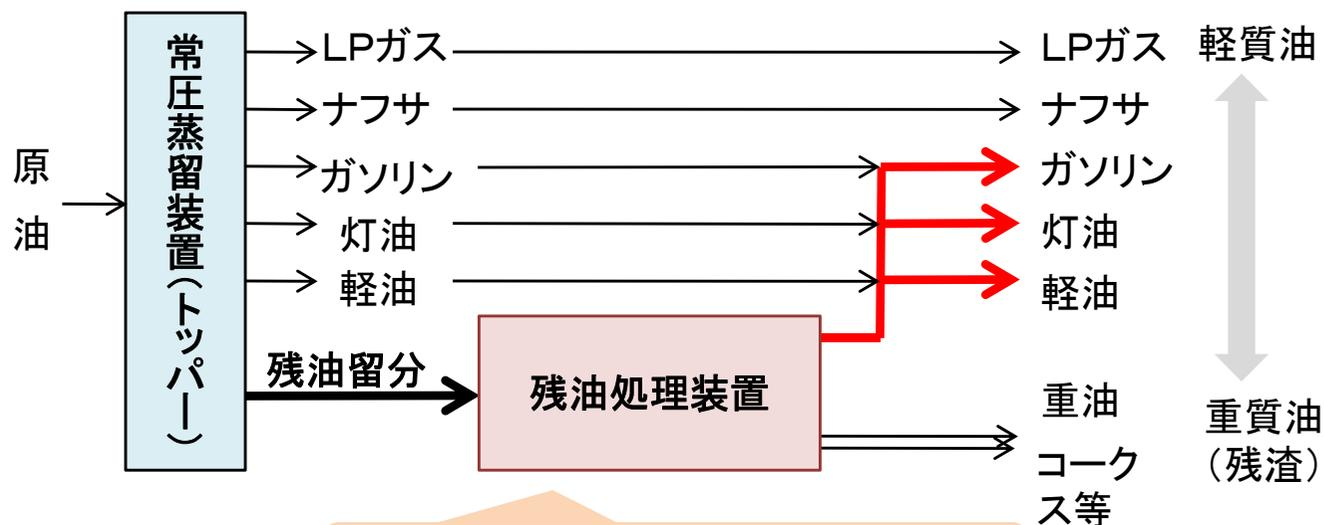 原油
常圧蒸留装置(トッパー)
LPガス
ナフサ
ガソリン
灯油
軽油
残油留分
残油処理装置
LPガス
ナフサ
ガソリン
灯油
軽油
重油
コーク
ス等
軽質油
重質油
(残渣)